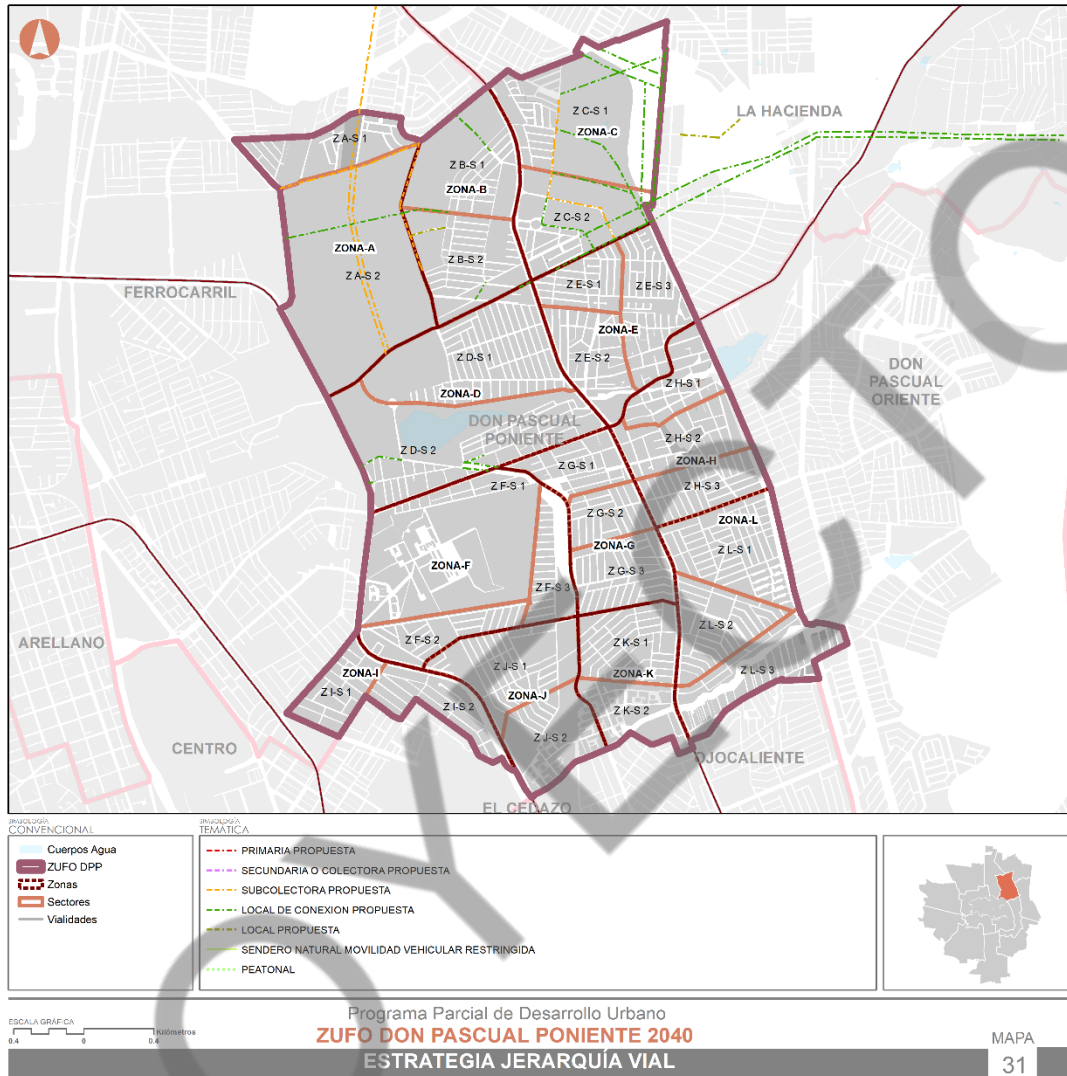 LA HACIENDA
Z C-S 1
ZONA-C
Z A-S 1
Z B-S 1
ZONA-B
Z C-S 2
ZONA-A
Z B-S 2
Z A-S 2
Z E-S 1
Z E-S 3
FERROCARRIL
ZONA-E
Z D-S 1
Z E-S 2
DON
PASCUAL
ORIENTE
Z H-S 1
ZONA-D
DON PASCUAL
PONIENTE
Z D-S 2
Z H-S 2
ZONA-H
Z G-S 1
Z F-S 1
Z H-S 3
Z G-S 2
ZONA-L
ZONA-G
Z L-S 1
ZONA-F
Z G-S 3
Z F-S 3
ARELLANO
Z F-S 2
Z K-S 1
Z L-S 2
Z J-S 1
ZONA-I
ZONA-K
Z L-S 3
Z I-S 1
ZONA-J
Z I-S 2
Z K-S 2
Z J-S 2
CENTRO
OJOCALIENTE
EL CEDAZO
PROYECTO
SIMBOLOGÍA
CONVENCIONAL
Cuerpos Agua
ZUFO DPP
Zonas
Sectores
Vialidades
SIMBOLOGÍA
TEMATICA
PRIMARIA PROPUESTA
SECUNDARIA O COLECTORA PROPUESTA
SUBCOLECTORA PROPUESTA
LOCAL DE CONEXION PROPUESTA
LOCAL PROPUESTA
SENDERO NATURAL MOVILIDAD VEHICULAR RESTRINGIDA
PEATONAL
ESCALA GRÁFICA
0.4 0 0.4 Kilómetros
Programa Parcial de Desarrollo Urbano
ZUFO DON PASCUAL PONIENTE 2040
ESTRATEGIA JERARQUÍA VIAL
MAPA
31